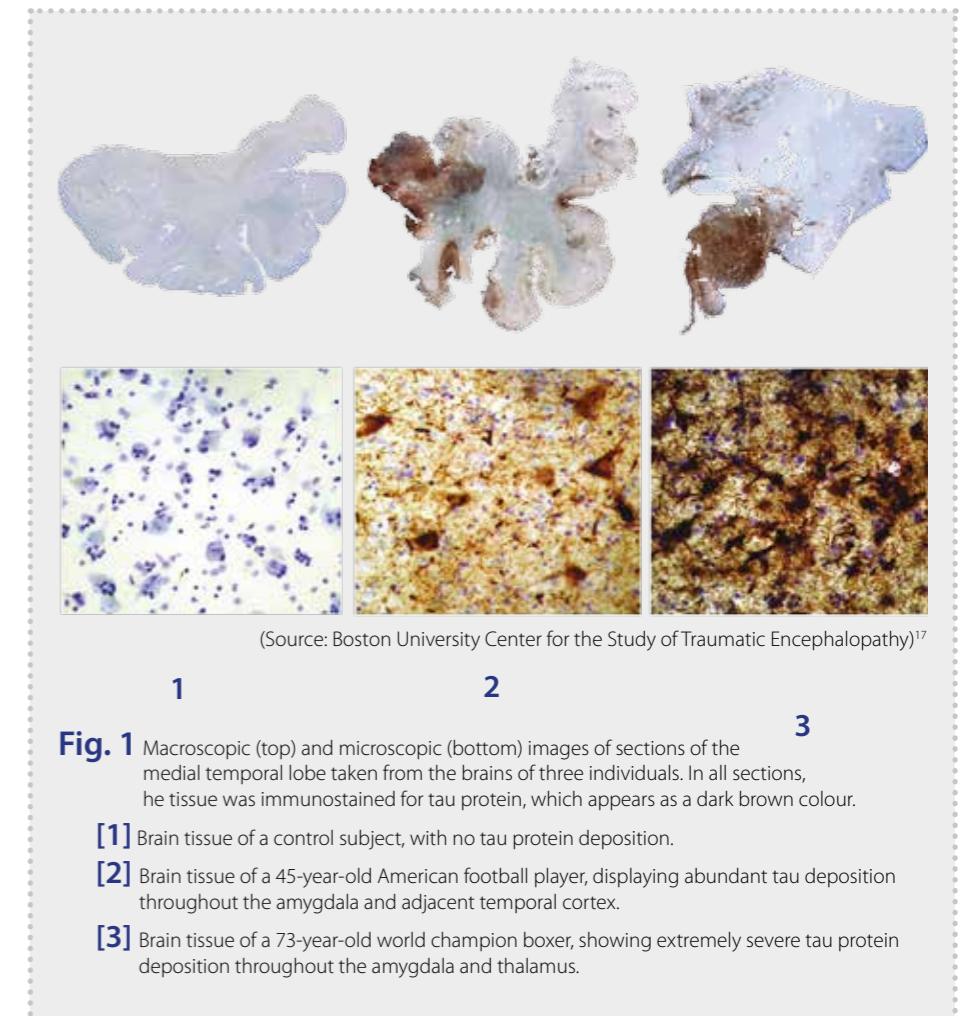 (Source: Boston University Center for the Study of Traumatic Encephalopathy)17
1
2
3
Fig. 1 Macroscopic (top) and microscopic (bottom) images of sections of the
medial temporal lobe taken from the brains of three individuals. In all sections,
he tissue was immunostained for tau protein, which appears as a dark brown colour.
[1] Brain tissue of a control subject, with no tau protein deposition.
[2] Brain tissue of a 45-year-old American football player, displaying abundant tau deposition
throughout the amygdala and adjacent temporal cortex.
[3] Brain tissue of a 73-year-old world champion boxer, showing extremely severe tau protein
deposition throughout the amygdala and thalamus.